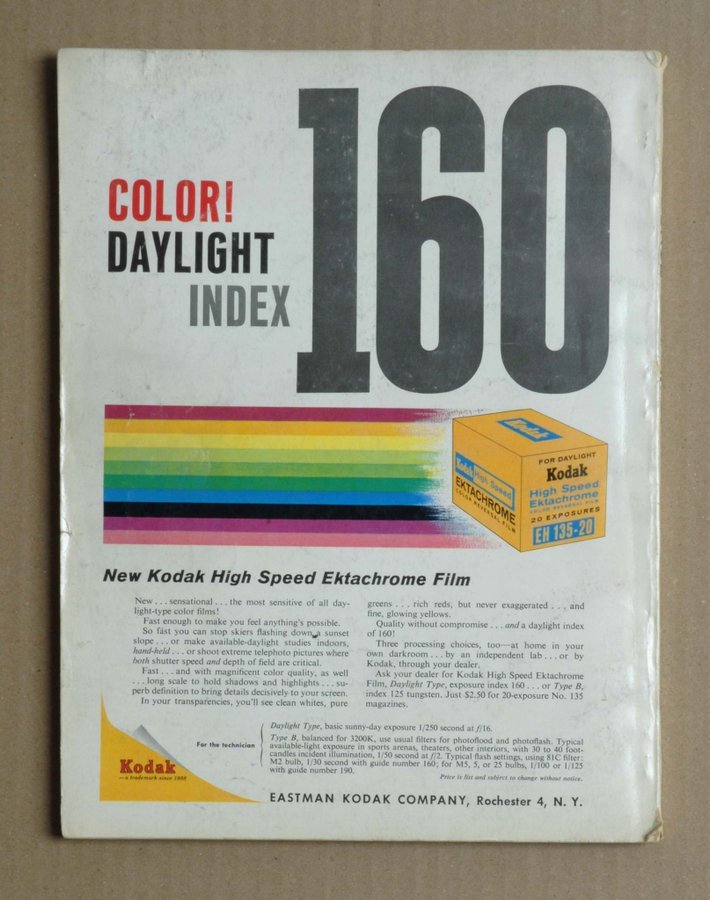 160
COLOR!
DAYLIGHT
INDEX
Kodak
Kodak High Speed
EKTACHROME
COLOR REVERSAL FILM
FOR DAYLIGHT
Kodak
High Speed
Ektachrome
COLOR REVERSAL FILM
20 EXPOSURES
EH 135-20
New Kodak High Speed Ektachrome Film
New . . . sensational . . . the most sensitive of all day-
light-type color films!
Fast enough to make you feel anything's possible.
So fast you can stop skiers flashing down a sunset
slope . . . or make available-daylight studies indoors,
hand-held . . . or shoot extreme telephoto pictures where
both shutter speed and depth of field are critical.
Fast . . . and with magnificent color quality, as well
. . . long scale to hold shadows and highlights . . . su-
perb definition to bring details decisively to your screen.
In your transparencies, you'll see clean whites, pure
greens . . . rich reds, but never exaggerated . . . and
fine, glowing yellows.
Quality without compromise . . . and a daylight index
of 160!
Three processing choices, too—at home in your
own darkroom . . . by an independent lab . . . or by
Kodak, through your dealer.
Ask your dealer for Kodak High Speed Ektachrome
Film, Daylight Type, exposure index 160 . . . or Type B,
index 125 tungsten. Just $2.50 for 20-exposure No. 135
magazines.
For the technician
Daylight Type, basic sunny-day exposure 1/250 second at f/16.
Type B, balanced for 3200K, use usual filters for photoflood and photoflash. Typical
available-light exposure in sports arenas, theaters, other interiors, with 30 to 40 foot-
candles incident illumination, 1/50 second at f/2. Typical flash settings, using 81C filter:
M2 bulb, 1/30 second with guide number 160; for M5, 5, or 25 bulbs, 1/100 or 1/125
with guide number 190.
Price is list and subject to change without notice.
Kodak
—a trademark since 1888
EASTMAN KODAK COMPANY, Rochester 4, N. Y.